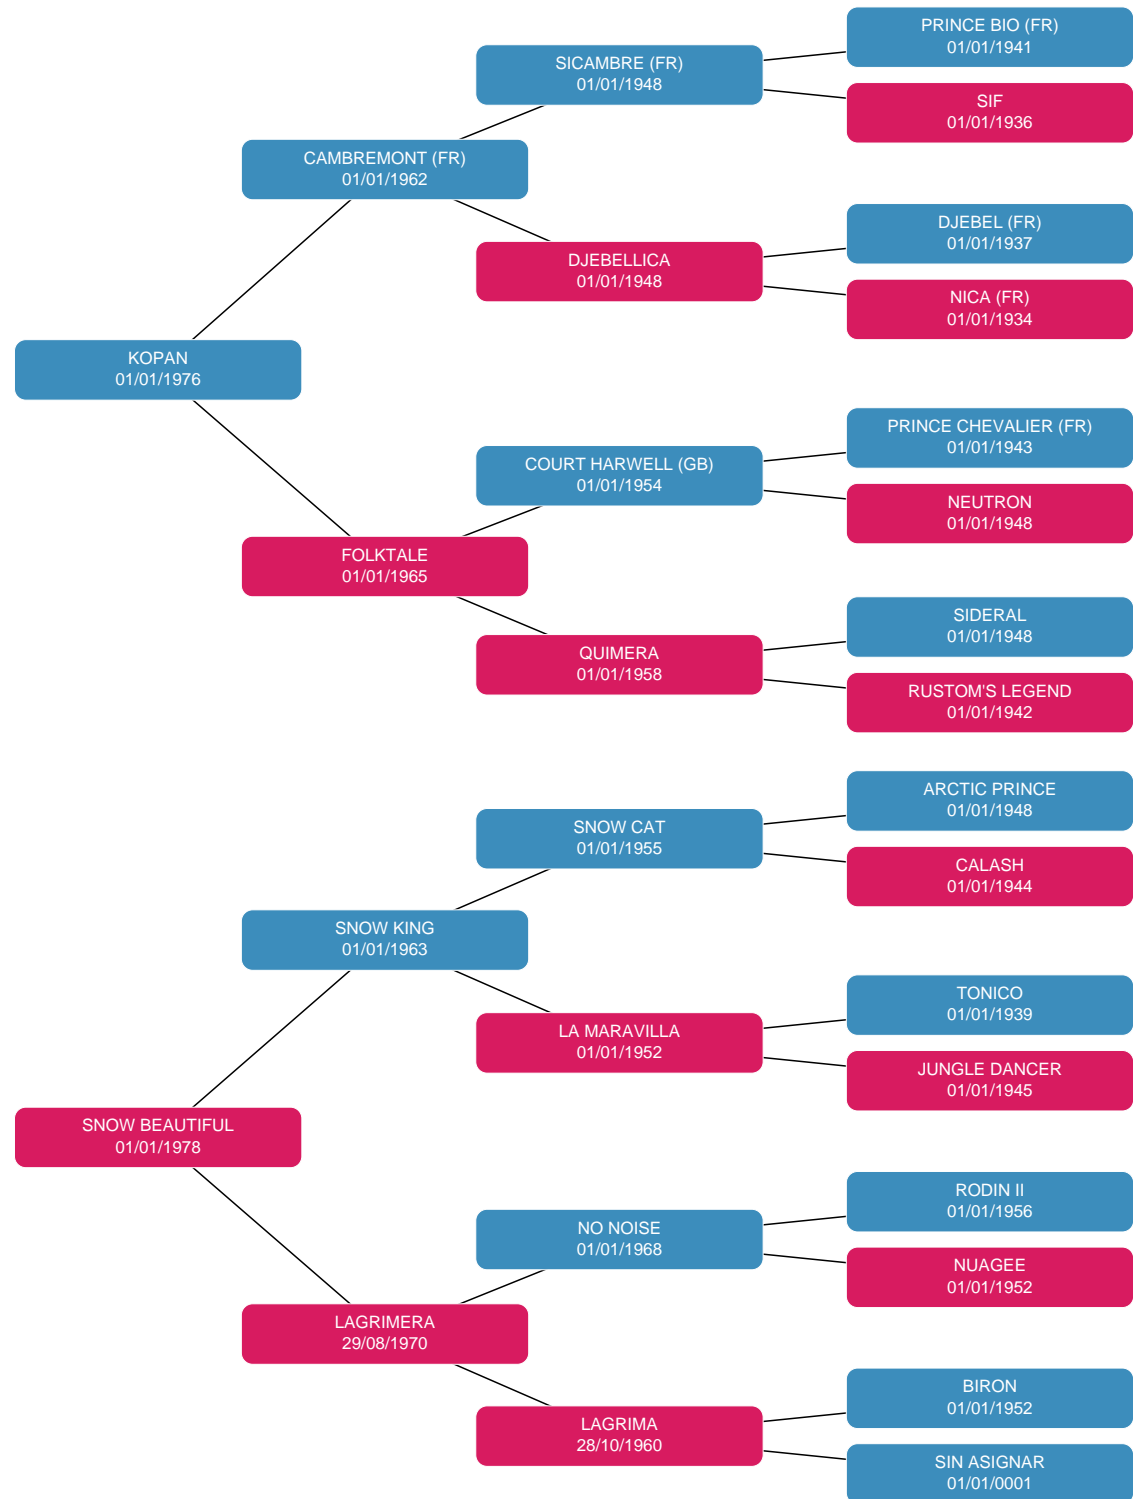 PRINCE BIO (FR)
01/01/1941
SICAMBRE (FR)
01/01/1948
SIF
01/01/1936
CAMBREMONT (FR)
01/01/1962
DJEBEL (FR)
01/01/1937
DJEBELLICA
01/01/1948
NICA (FR)
01/01/1934
KOPAN
01/01/1976
PRINCE CHEVALIER (FR)
01/01/1943
COURT HARWELL (GB)
01/01/1954
NEUTRON
01/01/1948
FOLKTALE
01/01/1965
SIDERAL
01/01/1948
QUIMERA
01/01/1958
RUSTOM'S LEGEND
01/01/1942
ARCTIC PRINCE
01/01/1948
SNOW CAT
01/01/1955
CALASH
01/01/1944
SNOW KING
01/01/1963
TONICO
01/01/1939
LA MARAVILLA
01/01/1952
JUNGLE DANCER
01/01/1945
SNOW BEAUTIFUL
01/01/1978
RODIN II
01/01/1956
NO NOISE
01/01/1968
NUAGEE
01/01/1952
LAGRIMERA
29/08/1970
BIRON
01/01/1952
LAGRIMA
28/10/1960
SIN ASIGNAR
01/01/0001